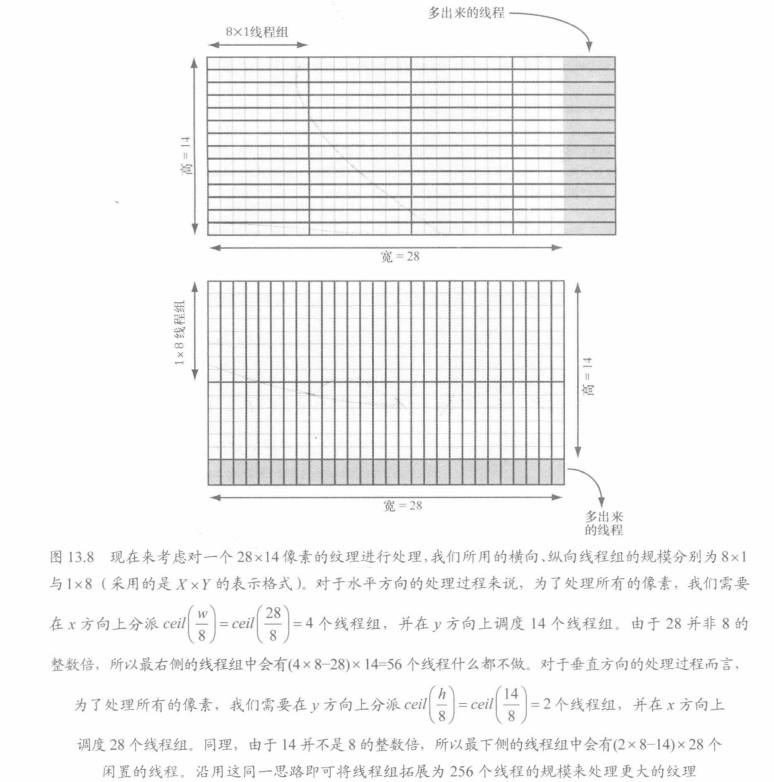 多出来的线程
8×1线程组
高 = 14
宽 = 28
1×8 线程组
高 = 14
宽 = 28
多出来
的线程
图 13.8 现在来考虑对一个 28×14 像素的纹理进行处理,我们所用的横向、纵向线程组的规模分别为 8×1
与 1×8(采用的是 X×Y 的表示格式)。对于水平方向的处理过程来说,为了处理所有的像素,我们需要
在 x 方向上分派 ceil(w/8) = ceil(28/8) = 4 个线程组,并在 y 方向上调度 14 个线程组。由于 28 并非 8 的
整数倍,所以最右侧的线程组中会有(4×8−28)×14=56 个线程什么都不做。对于垂直方向的处理过程而言,
为了处理所有的像素,我们需要在 y 方向上分派 ceil(h/8) = ceil(14/8) = 2 个线程组,并在 x 方向上
调度 28 个线程组。同理,由于 14 并不是 8 的整数倍,所以最下侧的线程组中会有(2×8−14)×28 个
闲置的线程。沿用这同一思路即可将线程组拓展为 256 个线程的规模来处理更大的纹理